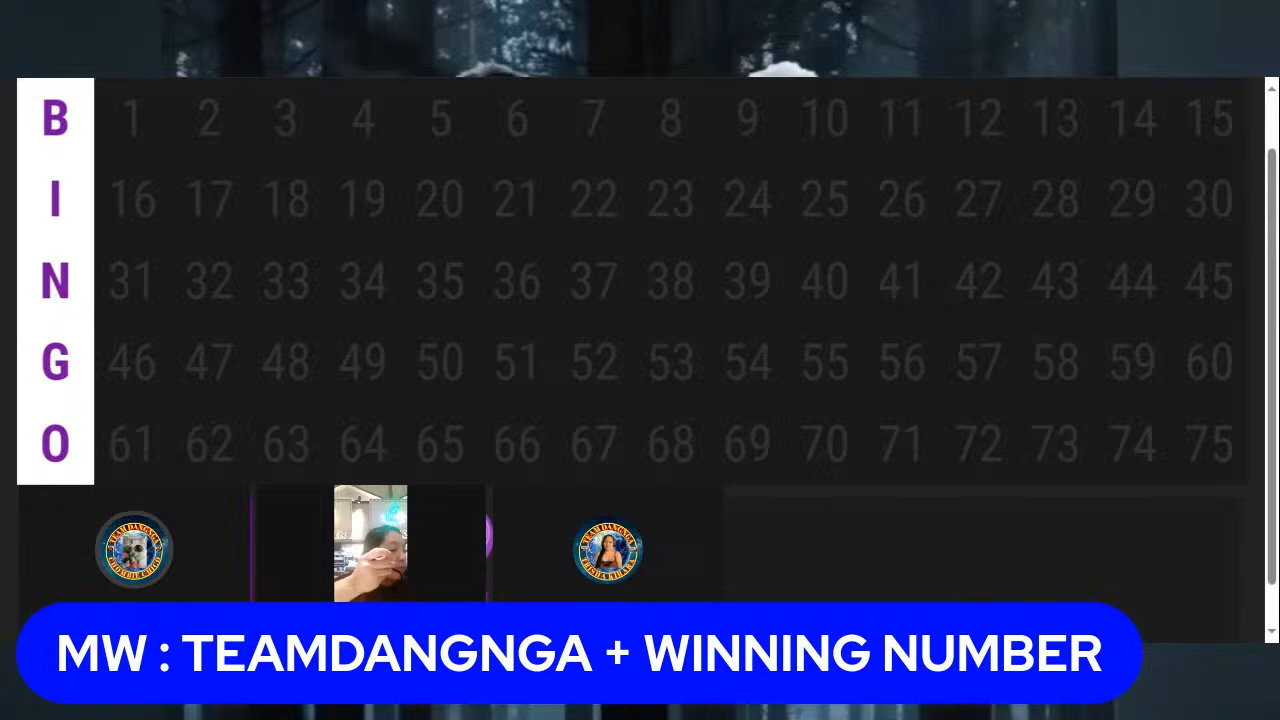 B 1 2 3 4 5 6 7 8 9 10 11 12 13 14 15
I 16 17 18 19 20 21 22 23 24 25 26 27 28 29 30
N 31 32 33 34 35 36 37 38 39 40 41 42 43 44 45
G 46 47 48 49 50 51 52 53 54 55 56 57 58 59 60
O 61 62 63 64 65 66 67 68 69 70 71 72 73 74 75
TEAM DANGNGA
TEAM DANGNGA
MW : TEAMDANGNGA + WINNING NUMBER